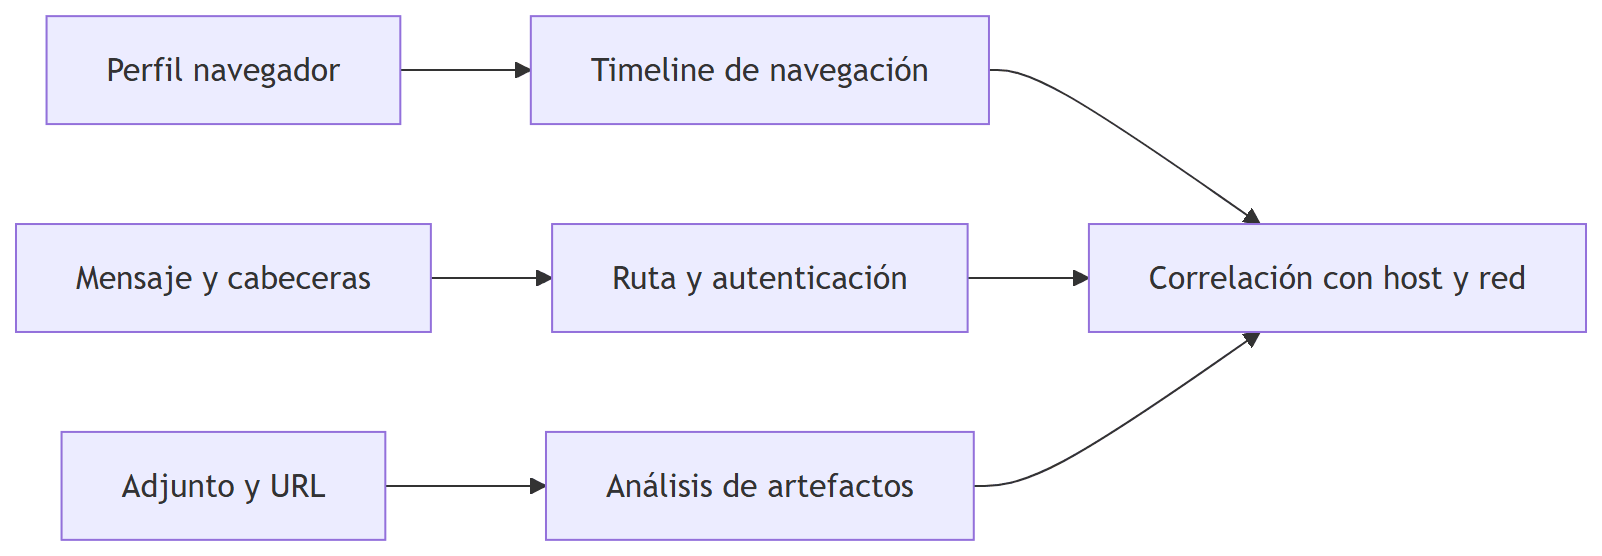 Perfil navegador
Timeline de navegación
Mensaje y cabeceras
Ruta y autenticación
Correlación con host y red
Adjunto y URL
Análisis de artefactos